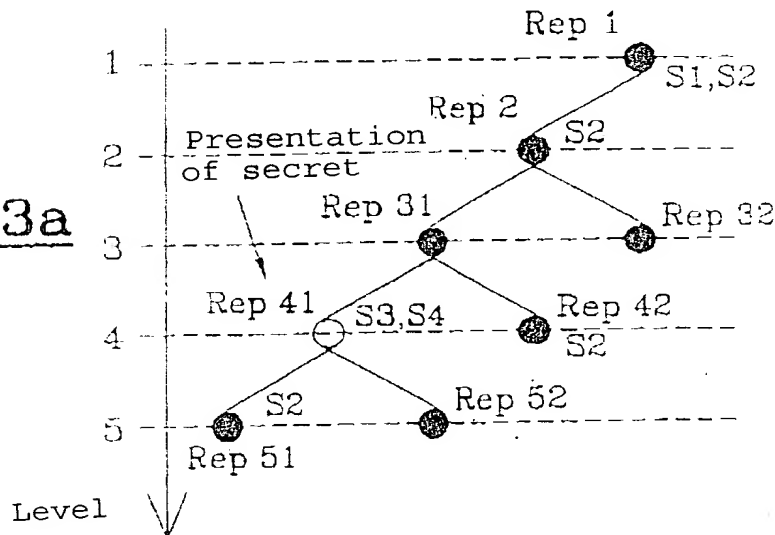 Rep 1
1
S1,S2
Rep 2
Presentation
of secret
S2
2
3a
Rep 31
Rep 32
3
Rep 41
S3,S4
Rep 42
4
S2
S2
Rep 52
5
Rep 51
Level